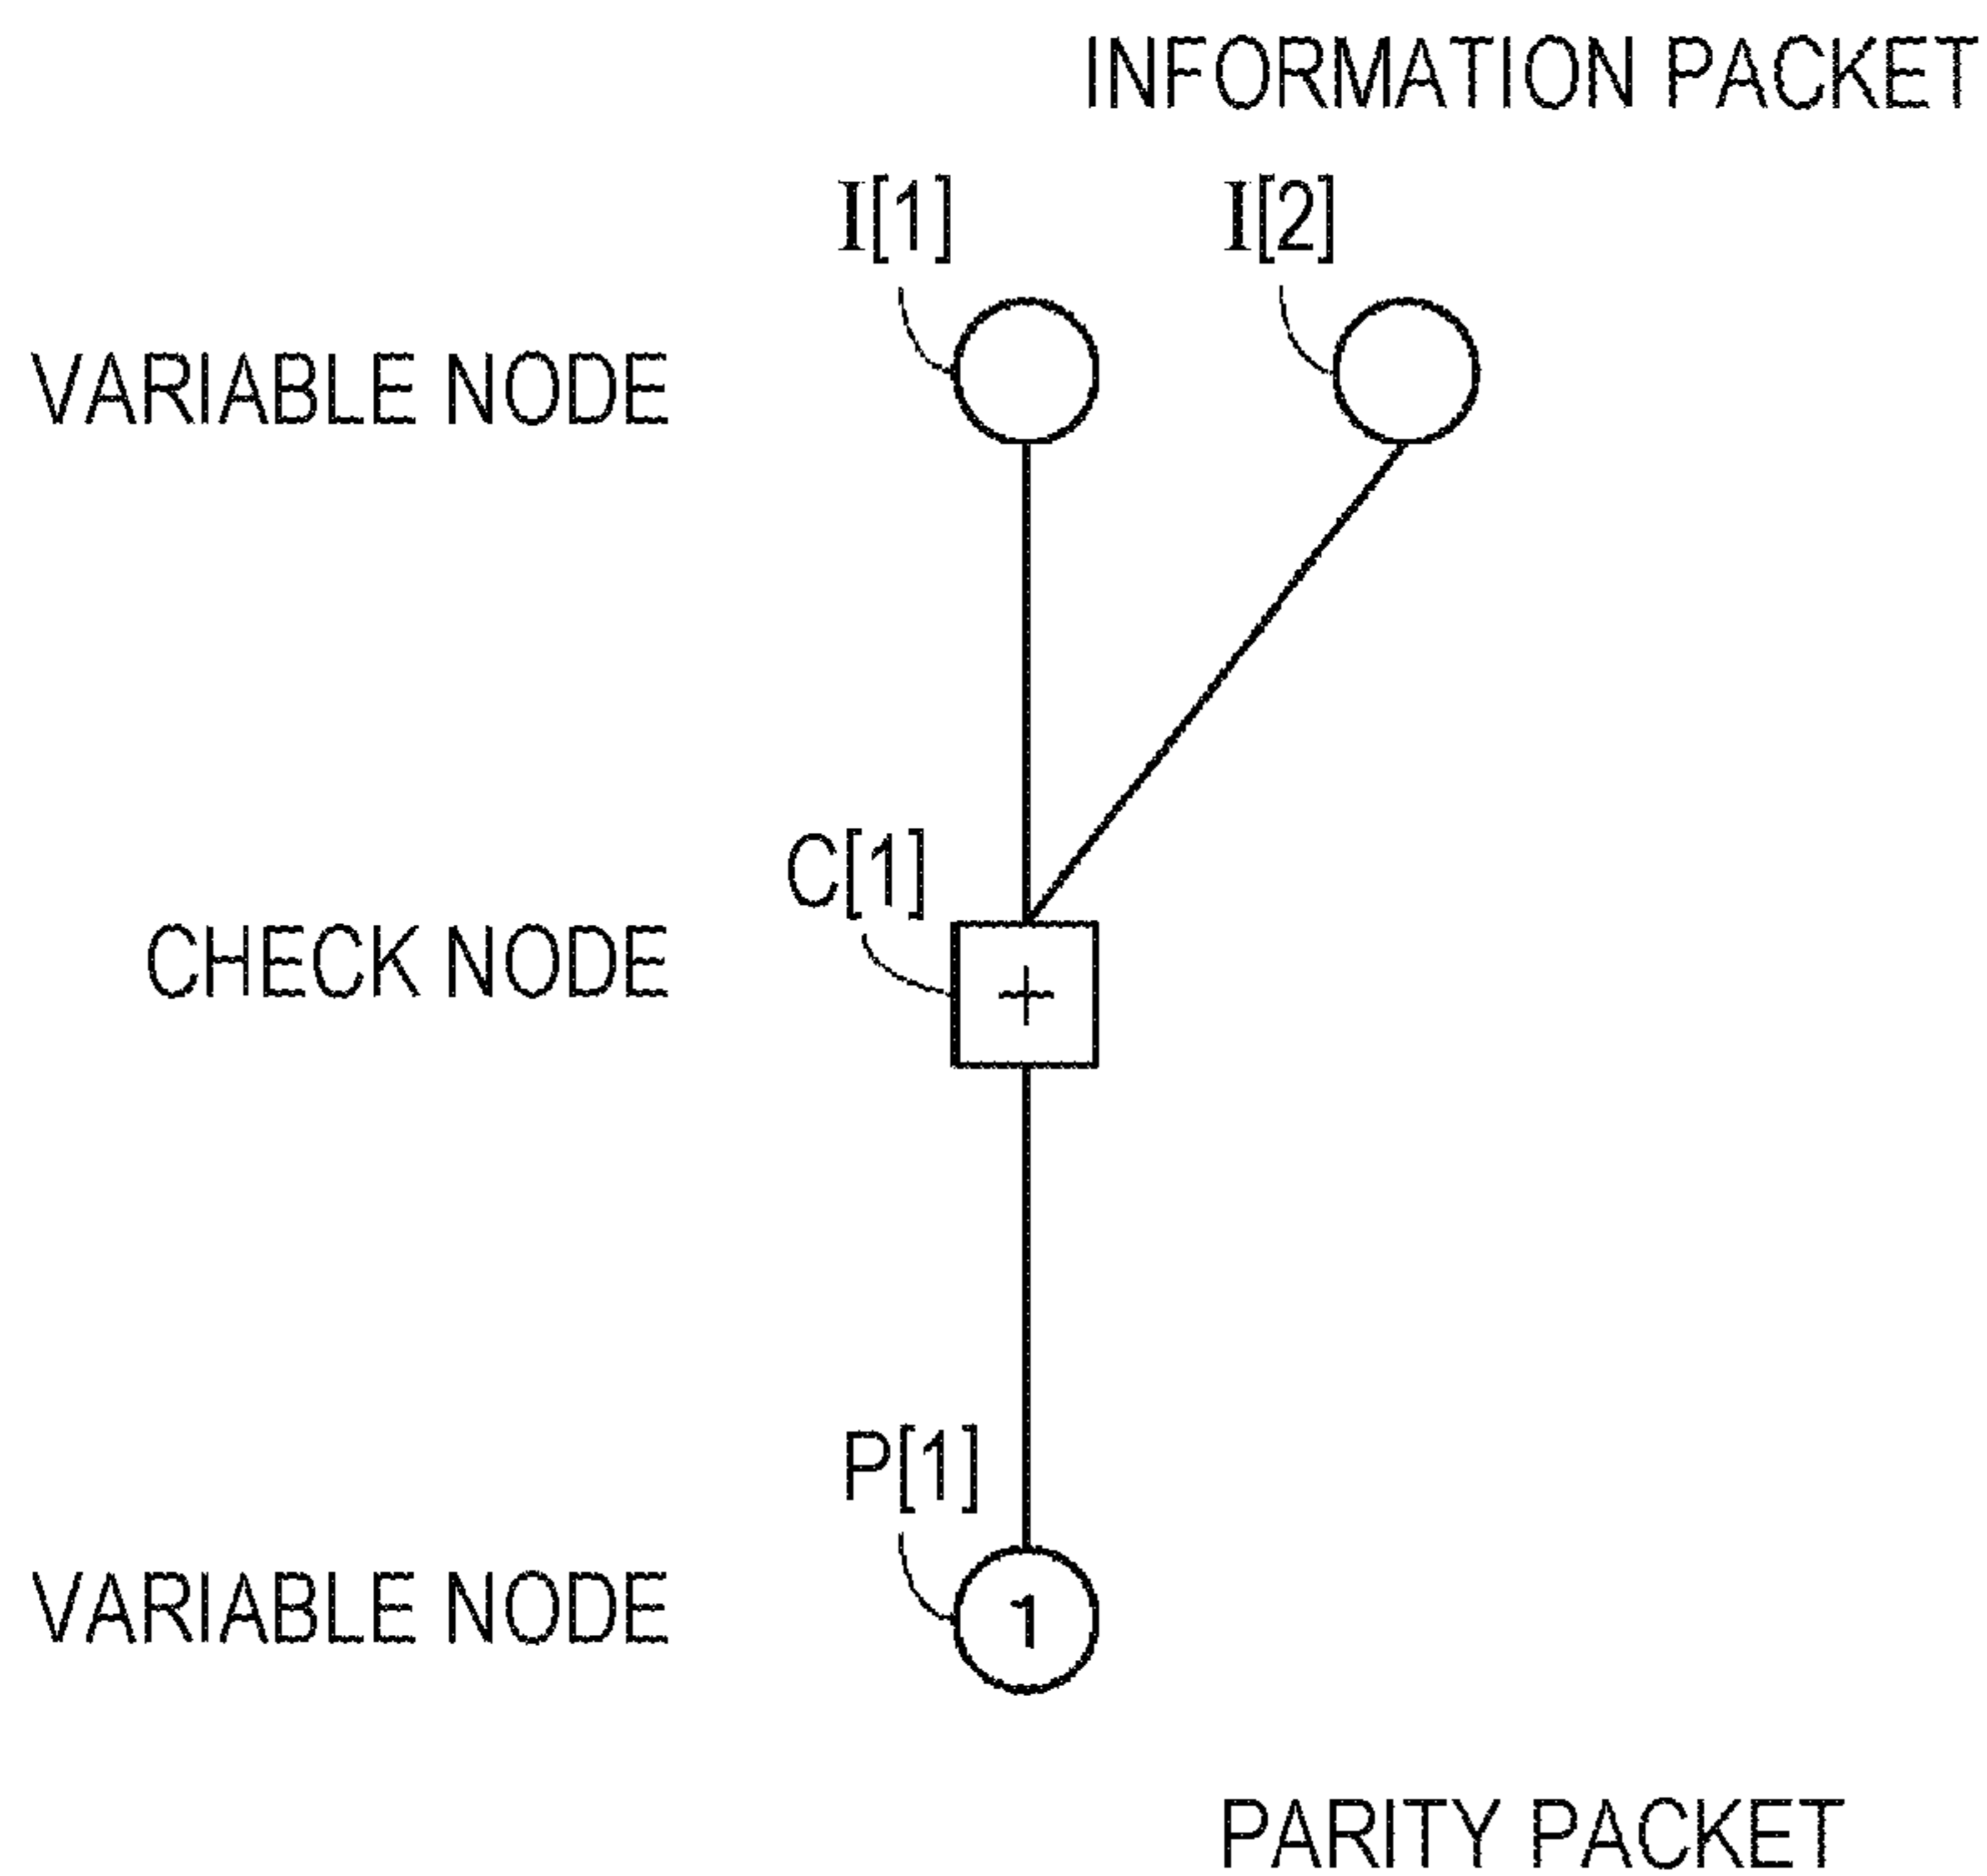 INFORMATION PACKET
I[1] I[2]
VARIABLE NODE
C[1]
CHECK NODE
+
P[1]
VARIABLE NODE
1
PARITY PACKET